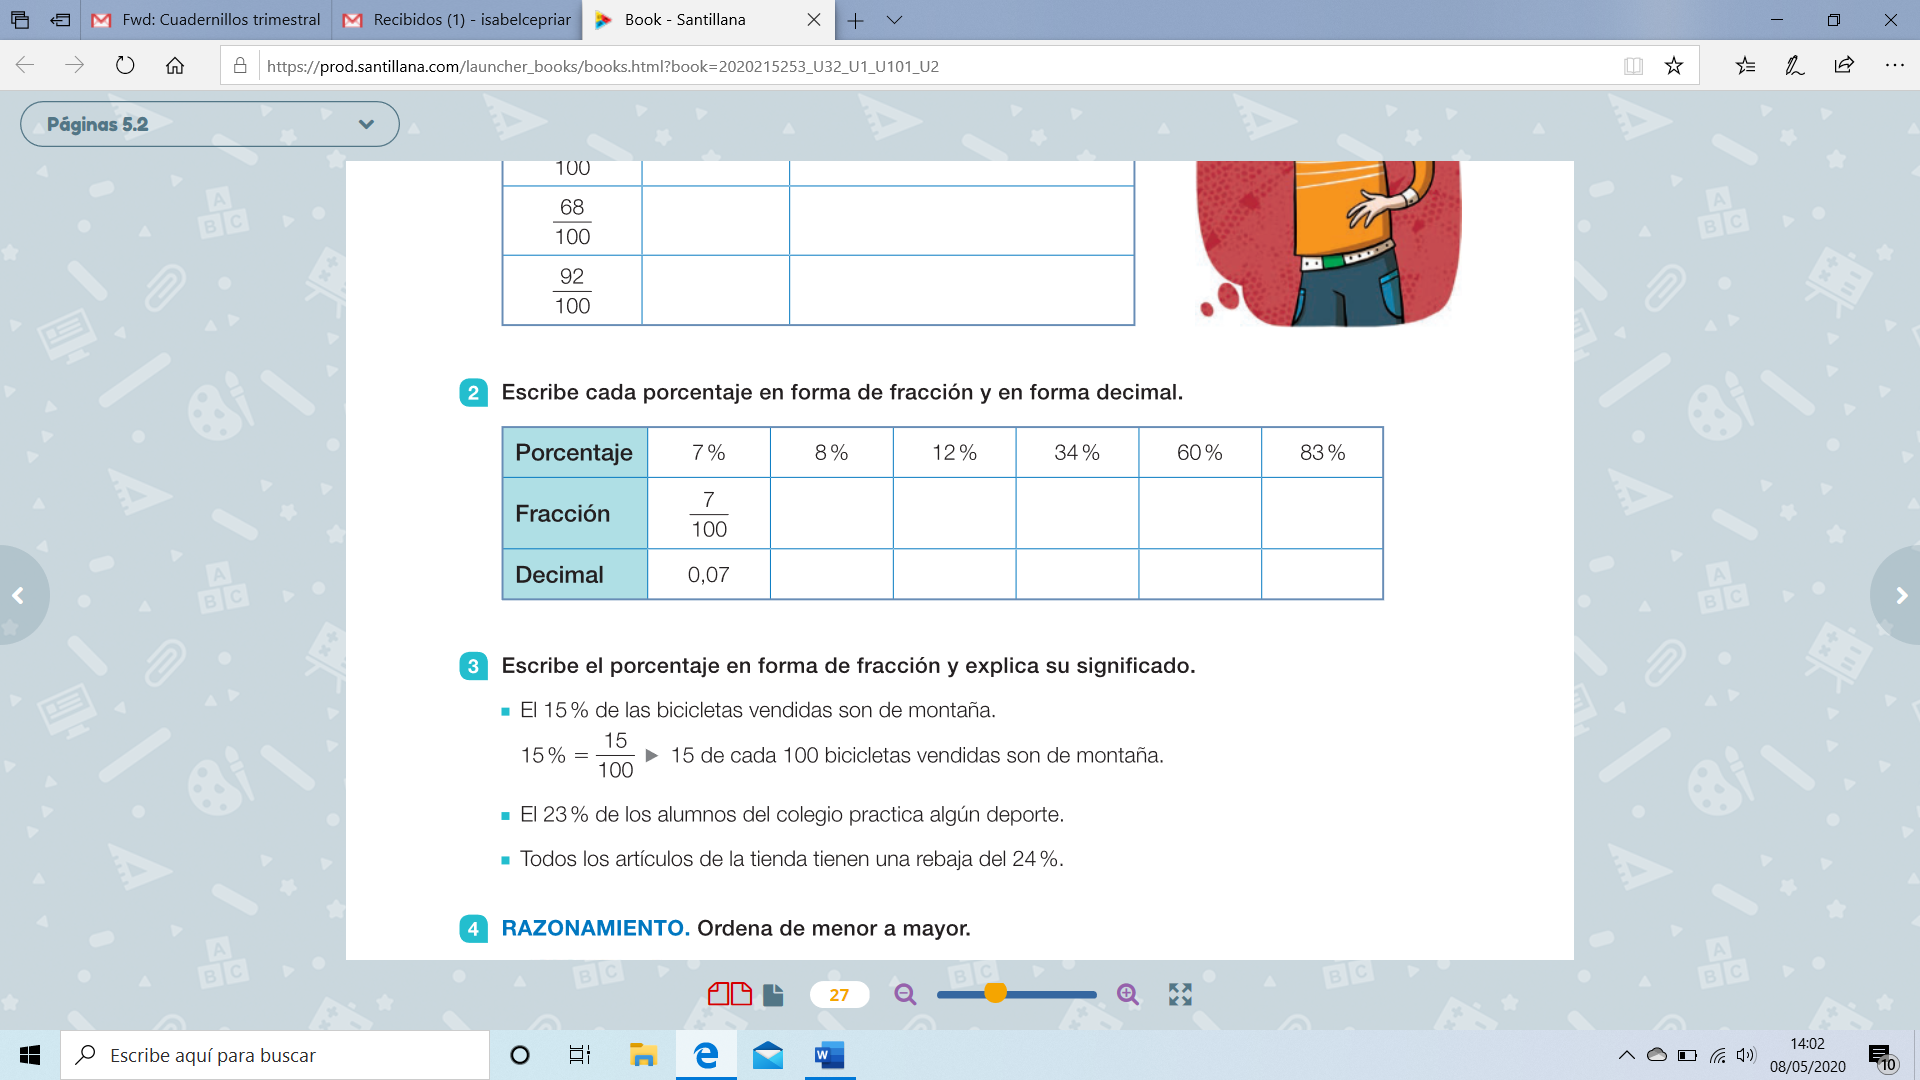 Fwd: Cuadernillos trimestral
Recibidos (1) - isabelcepriar
Book - Santillana
https://prod.santillana.com/launcher_books/books.html?book=2020215253_U32_U1_U101_U2
Páginas 5.2
100
68
100
92
100
2 Escribe cada porcentaje en forma de fracción y en forma decimal.
Porcentaje 7 % 8 % 12 % 34 % 60 % 83 %
7
Fracción
100
Decimal 0,07
3 Escribe el porcentaje en forma de fracción y explica su significado.
El 15 % de las bicicletas vendidas son de montaña.
15 % = 15/100 ► 15 de cada 100 bicicletas vendidas son de montaña.
El 23 % de los alumnos del colegio practica algún deporte.
Todos los artículos de la tienda tienen una rebaja del 24 %.
4 RAZONAMIENTO. Ordena de menor a mayor.
27
Escribe aquí para buscar
14:02
08/05/2020
10